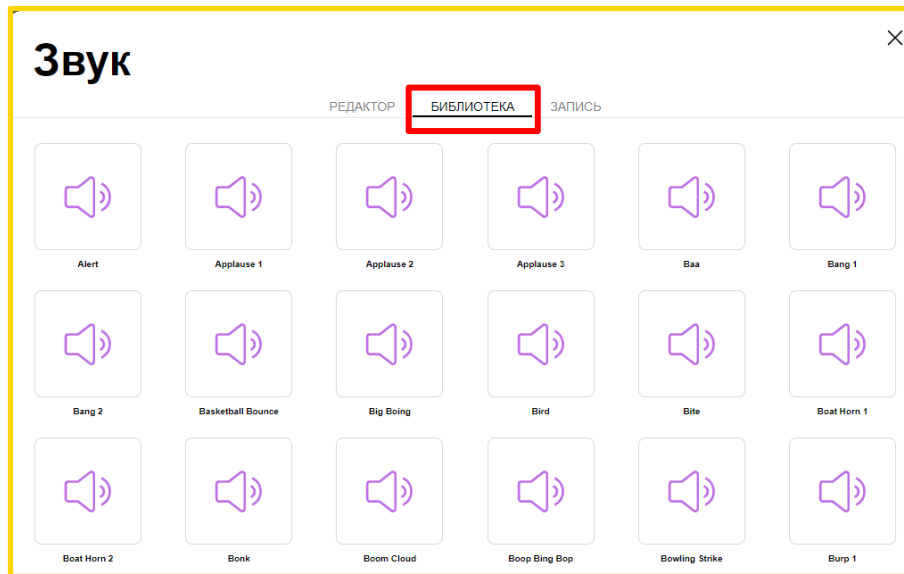 Звук
РЕДАКТОР БИБЛИОТЕКА ЗАПИСЬ
Alert Applause 1 Applause 2 Applause 3 Baa Bang 1
Bang 2 Basketball Bounce Big Boing Bird Bite Boat Horn 1
Boat Horn 2 Bonk Boom Cloud Boop Bing Bop Bowling Strike Burp 1